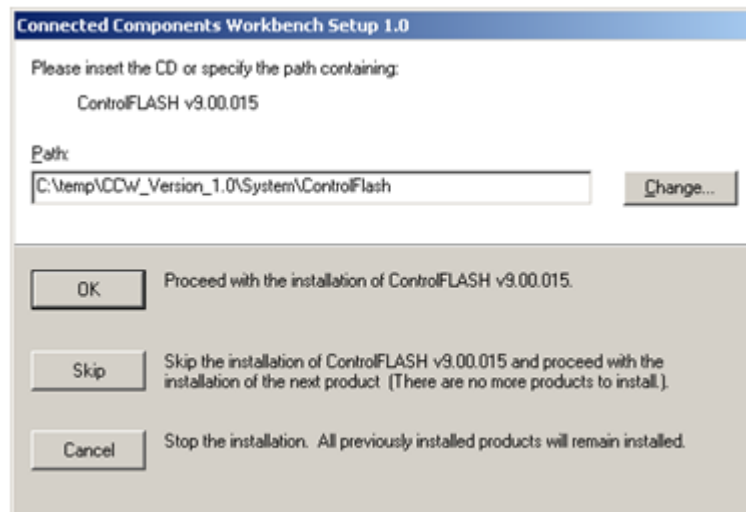 Connected Components Workbench Setup 1.0
Please insert the CD or specify the path containing:
ControlFLASH v9.00.015
Path:
C:\temp\CCW_Version_1.0\System\ControlFlash
Change...
OK
Proceed with the installation of ControlFLASH v9.00.015.
Skip
Skip the installation of ControlFLASH v9.00.015 and proceed with the
installation of the next product (There are no more products to install.).
Cancel
Stop the installation. All previously installed products will remain installed.